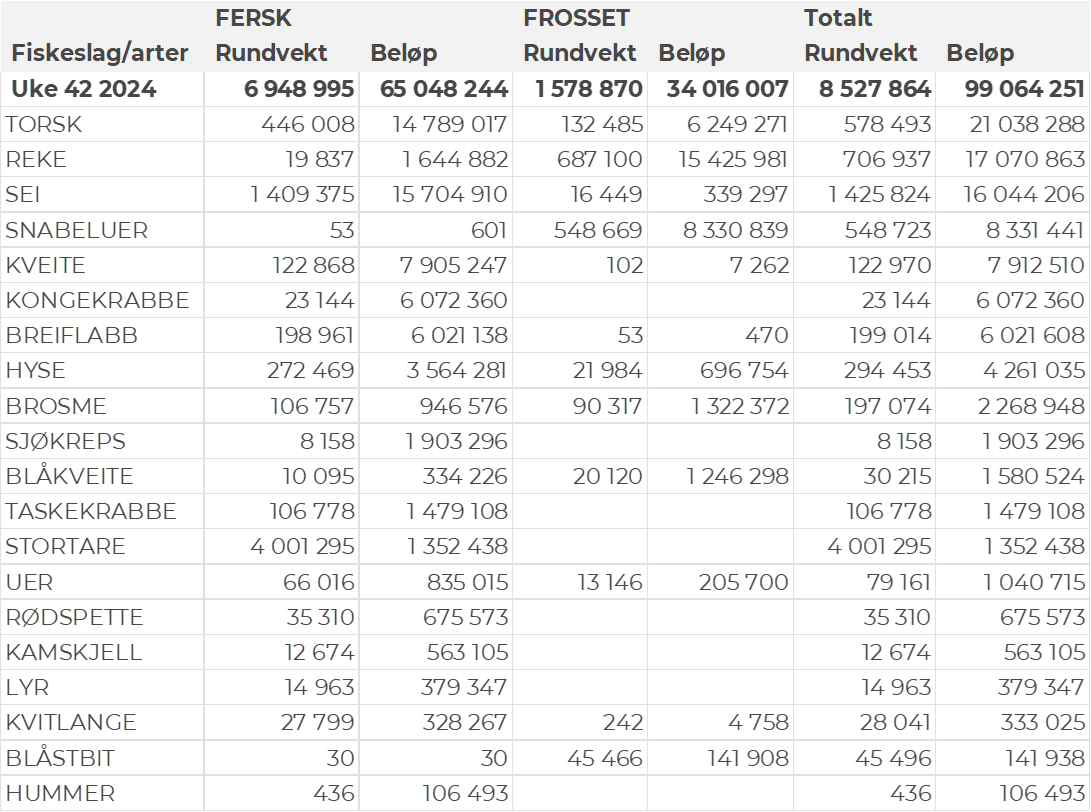 FERSK FROSSET Totalt
Fiskeslag/arter Rundvekt Beløp Rundvekt Beløp Rundvekt Beløp
Uke 42 2024 6 948 995 65 048 244 1 578 870 34 016 007 8 527 864 99 064 251
TORSK 446 008 14 789 017 132 485 6 249 271 578 493 21 038 288
REKE 19 837 1 644 882 687 100 15 425 981 706 937 17 070 863
SEI 1 409 375 15 704 910 16 449 339 297 1 425 824 16 044 206
SNABELUER 53 601 548 669 8 330 839 548 723 8 331 441
KVEITE 122 868 7 905 247 102 7 262 122 970 7 912 510
KONGEKRABBE 23 144 6 072 360 23 144 6 072 360
BREIFLABB 198 961 6 021 138 53 470 199 014 6 021 608
HYSE 272 469 3 564 281 21 984 696 754 294 453 4 261 035
BROSME 106 757 946 576 90 317 1 322 372 197 074 2 268 948
SJØKREPS 8 158 1 903 296 8 158 1 903 296
BLÅKVEITE 10 095 334 226 20 120 1 246 298 30 215 1 580 524
TASKEKRABBE 106 778 1 479 108 106 778 1 479 108
STORTARE 4 001 295 1 352 438 4 001 295 1 352 438
UER 66 016 835 015 13 146 205 700 79 161 1 040 715
RØDSPETTE 35 310 675 573 35 310 675 573
KAMSKJELL 12 674 563 105 12 674 563 105
LYR 14 963 379 347 14 963 379 347
KVITLANGE 27 799 328 267 242 4 758 28 041 333 025
BLÅSTBIT 30 30 45 466 141 908 45 496 141 938
HUMMER 436 106 493 436 106 493